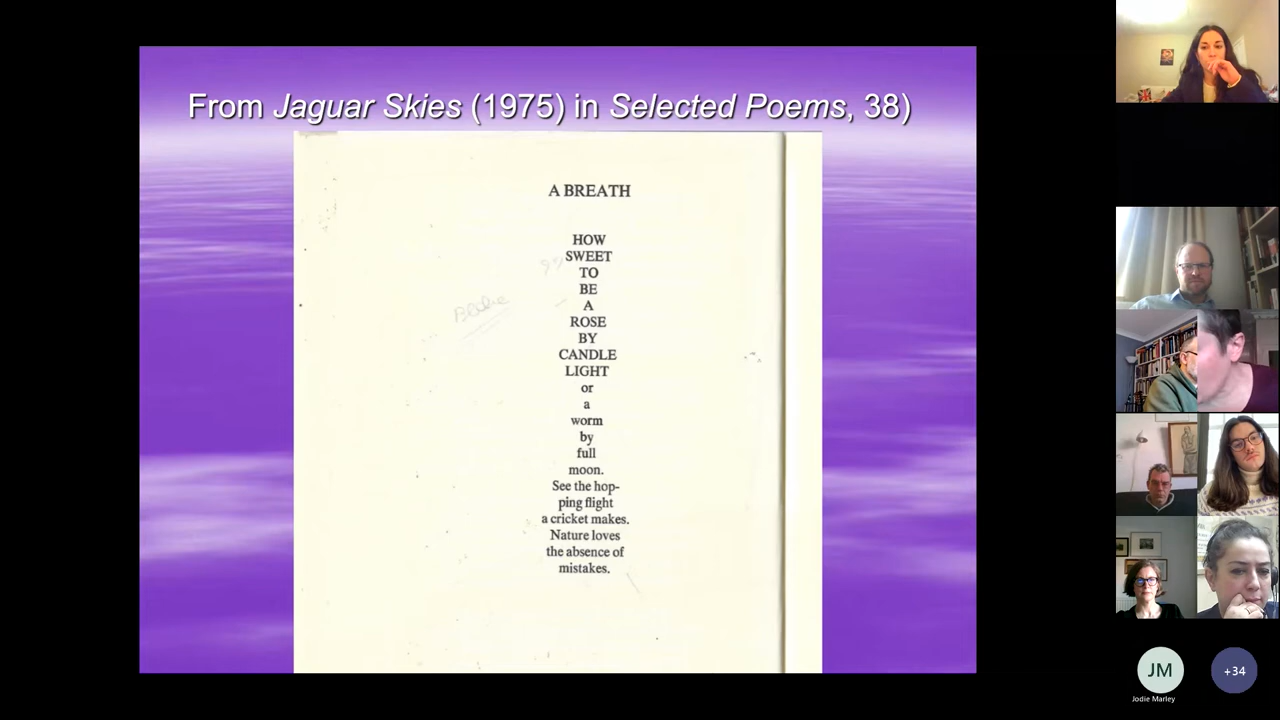 From Jaguar Skies (1975) in Selected Poems, 38)
A BREATH
HOW
SWEET
TO
BE
A
ROSE
BY
CANDLE
LIGHT
or
a
worm
by
full
moon.
See the hop-
ping flight
a cricket makes.
Nature loves
the absence of
mistakes.
Blake
JM
+34
Jodie Marley